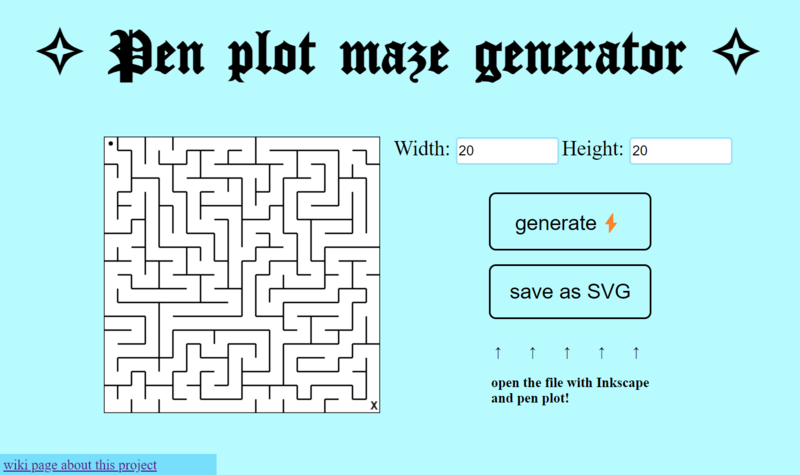 ✧ Pen plot maze generator ✧
Width: 20 Height: 20
generate⚡
save as SVG
↑ ↑ ↑ ↑ ↑
open the file with Inkscape
and pen plot!
X
wiki page about this project